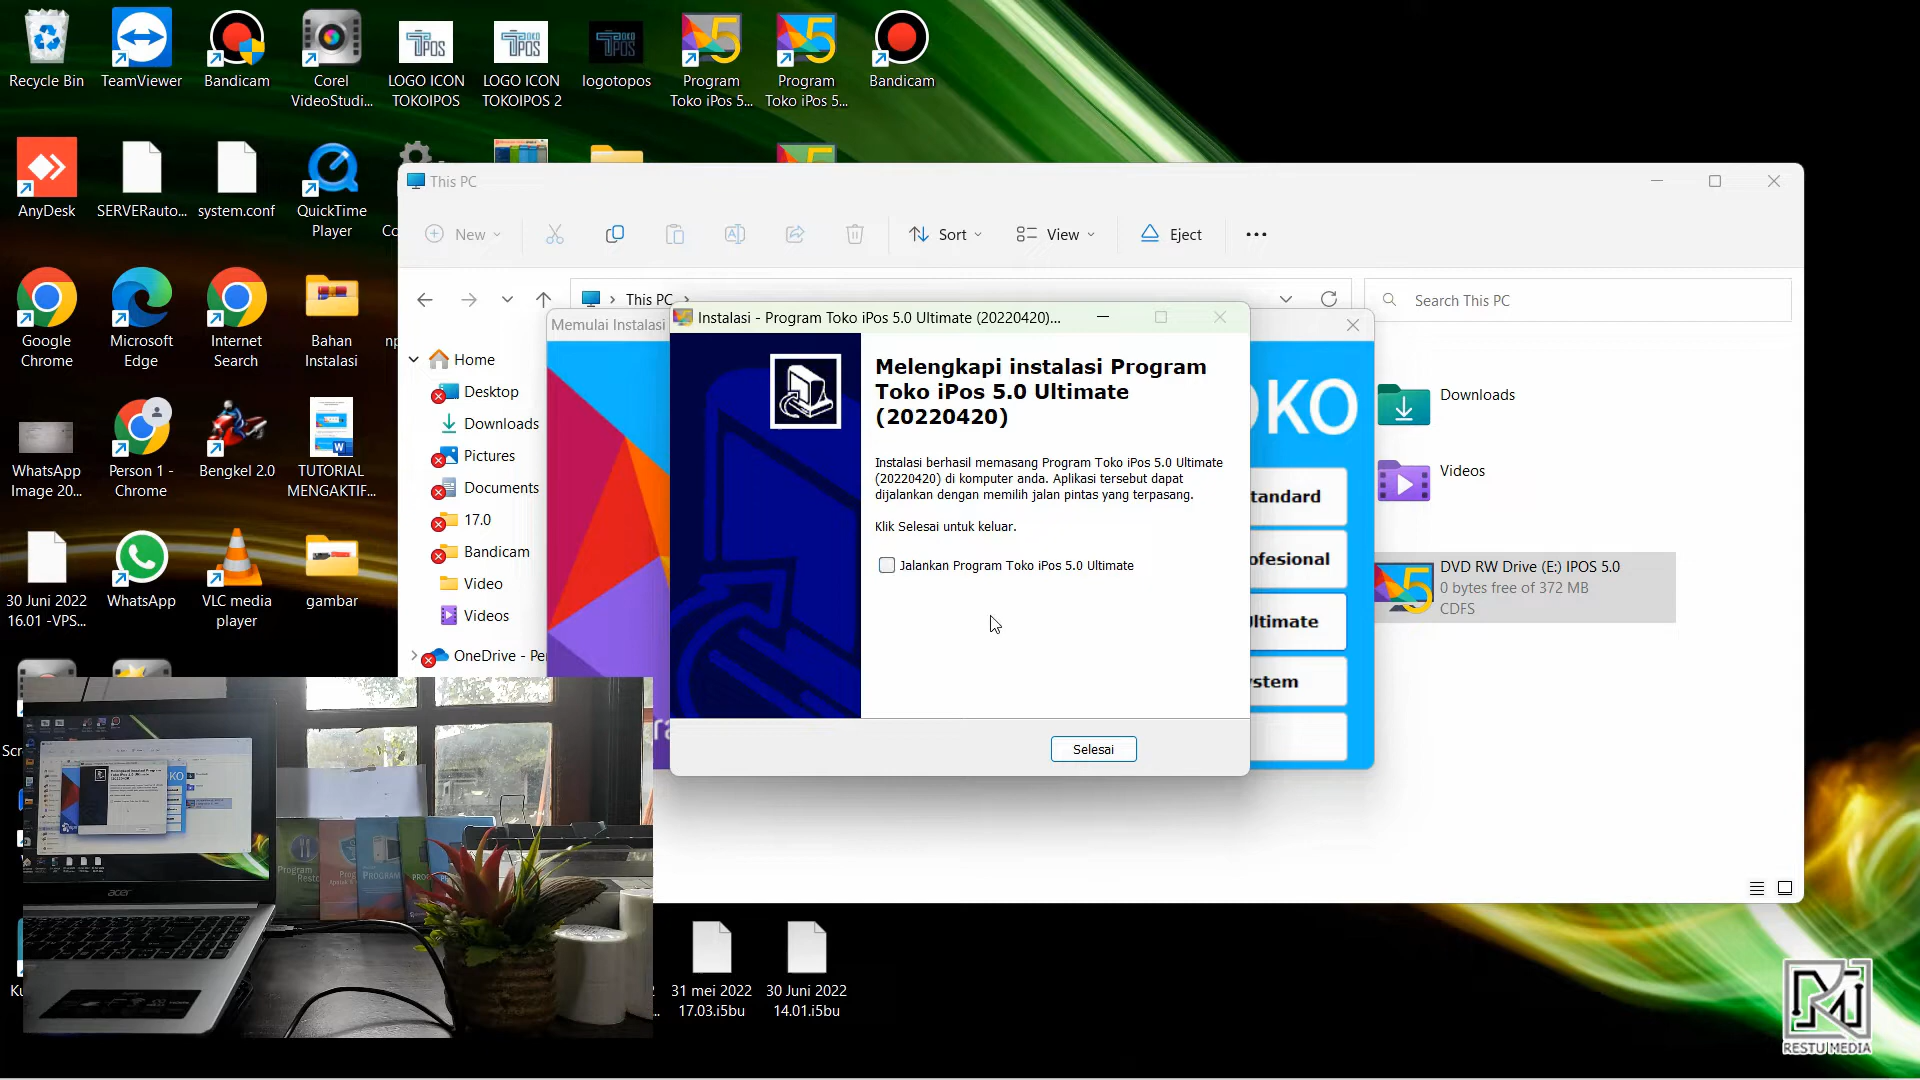 Recycle Bin
TeamViewer
Bandicam
Corel
VideoStudi...
LOGO ICON
TOKOIPOS
LOGO ICON
TOKOIPOS 2
logotopos
Program
Toko iPos 5...
Program
Toko iPos 5...
Bandicam
AnyDesk
SERVERauto...
system.conf
QuickTime
Player
This PC
New
Sort
View
Eject
This PC
Search This PC
Google
Chrome
Microsoft
Edge
Internet
Search
Bahan
Instalasi
Home
Desktop
Downloads
Pictures
Documents
17.0
Bandicam
Video
Videos
OneDrive - Per
WhatsApp
Image 20...
Person 1 -
Chrome
Bengkel 2.0
TUTORIAL
MENGAKTIF...
30 Juni 2022
16.01 -VPS...
WhatsApp
VLC media
player
gambar
Memulai Instalasi
Instalasi - Program Toko iPos 5.0 Ultimate (20220420)...
Melengkapi instalasi Program
Toko iPos 5.0 Ultimate
(20220420)
Instalasi berhasil memasang Program Toko iPos 5.0 Ultimate
(20220420) di komputer anda. Aplikasi tersebut dapat
dijalankan dengan memilih jalan pintas yang terpasang.
Klik Selesai untuk keluar.
Jalankan Program Toko iPos 5.0 Ultimate
Selesai
OKO
tandard
ofesional
Ultimate
ystem
Downloads
Videos
DVD RW Drive (E:) IPOS 5.0
0 bytes free of 372 MB
CDFS
acer
31 mei 2022
17.03.i5bu
30 Juni 2022
14.01.i5bu
RESTU MEDIA